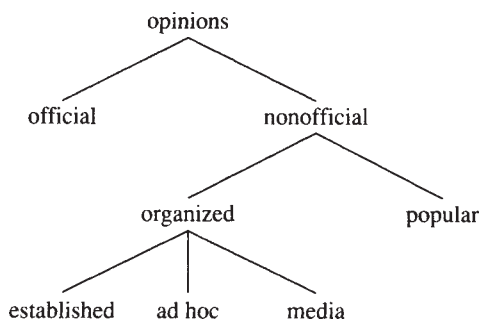 opinions
official nonofficial
organized popular
established ad hoc media